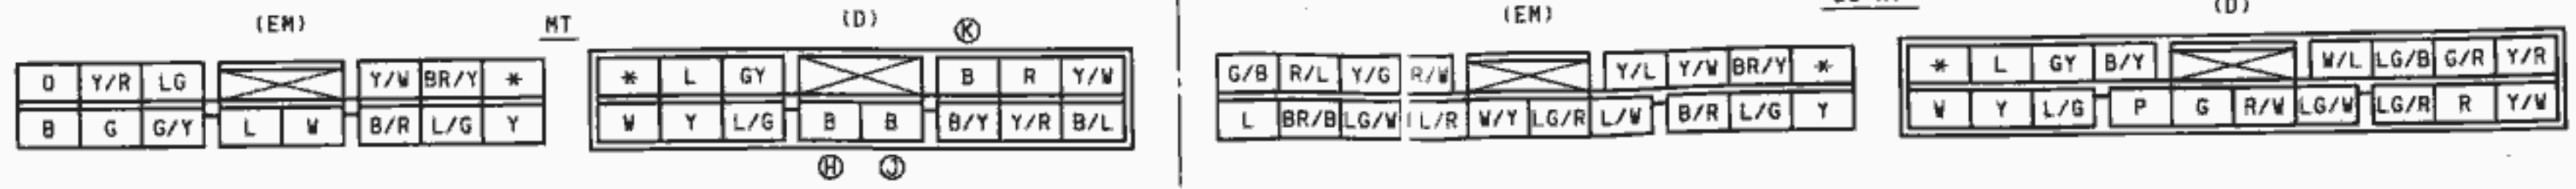 (EM) MT (D) Ⓚ
O Y/R LG Y/W BR/Y *
B G G/Y L W B/R L/G Y
* L GY B R Y/W
W Y L/G B B B/Y Y/R B/L
Ⓗ Ⓙ
(EM) (D)
G/B R/L Y/G R/W Y/L Y/W BR/Y *
L BR/B LG/W L/R W/Y LG/R L/W B/R L/G Y
* L GY B/Y W/L LG/B G/R Y/R
W Y L/G P G R/W LG/W LG/R R Y/W